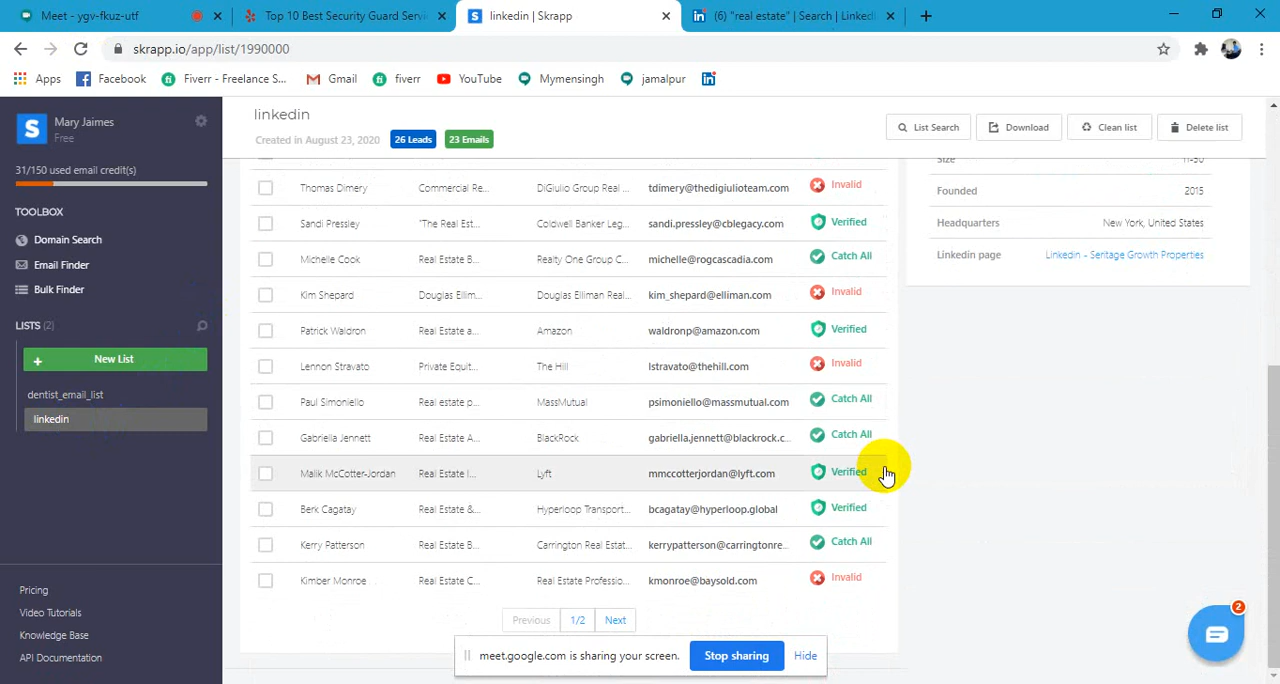 Meet - ygv-fkuz-utf
Top 10 Best Security Guard Servi
linkedin | Skrapp
(6) "real estate" | Search | LinkedI
skrapp.io/app/list/1990000
Apps
Facebook
Fiverr - Freelance S...
Gmail
fiverr
YouTube
Mymensingh
jamalpur
S
Mary Jaimes
Free
31/150 used email credit(s)
TOOLBOX
Domain Search
Email Finder
Bulk Finder
LISTS (2)
+ New List
dentist_email_list
linkedin
Pricing
Video Tutorials
Knowledge Base
API Documentation
linkedin
Created in August 23, 2020
26 Leads
23 Emails
List Search
Download
Clean list
Delete list
Thomas Dimery Commercial Re... DiGiulio Group Real ... tdimery@thedigiulioteam.com Invalid
Sandi Pressley "The Real Est... Coldwell Banker Leg... sandi.pressley@cblegacy.com Verified
Michelle Cook Real Estate B... Realty One Group C... michelle@rogcascadia.com Catch All
Kim Shepard Douglas Ellim... Douglas Elliman Real... kim_shepard@elliman.com Invalid
Patrick Waldron Real Estate a... Amazon waldronp@amazon.com Verified
Lennon Stravato Private Equit... The Hill lstravato@thehill.com Invalid
Paul Simoniello Real estate p... MassMutual psimoniello@massmutual.com Catch All
Gabriella Jennett Real Estate A... BlackRock gabriella.jennett@blackrock.c... Catch All
Malik McCotter-Jordan Real Estate I... Lyft mmccotterjordan@lyft.com Verified
Berk Cagatay Real Estate &... Hyperloop Transport... bcagatay@hyperloop.global Verified
Kerry Patterson Real Estate B... Carrington Real Estat... kerrypatterson@carringtonre... Catch All
Kimber Monroe Real Estate C... Real Estate Professio... kmonroe@baysold.com Invalid
Previous 1/2 Next
Size 11-50
Founded 2015
Headquarters New York, United States
Linkedin page Linkedin - Seritage Growth Properties
2
meet.google.com is sharing your screen. Stop sharing Hide